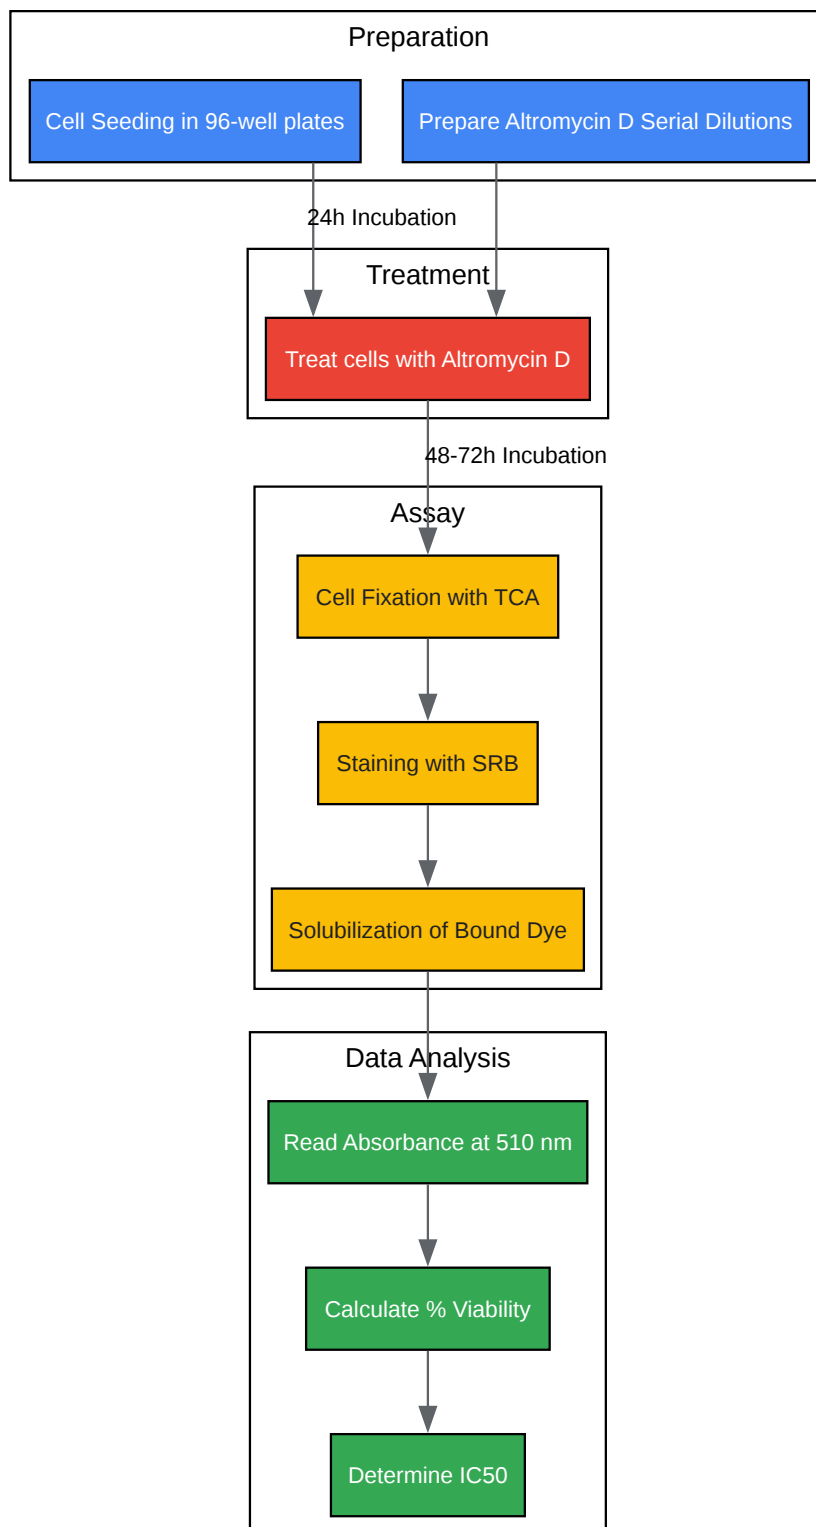 Preparation
Cell Seeding in 96-well plates
Prepare Altromycin D Serial Dilutions
24h Incubation
Treatment
Treat cells with Altromycin D
48-72h Incubation
Assay
Cell Fixation with TCA
Staining with SRB
Solubilization of Bound Dye
Data Analysis
Read Absorbance at 510 nm
Calculate % Viability
Determine IC50